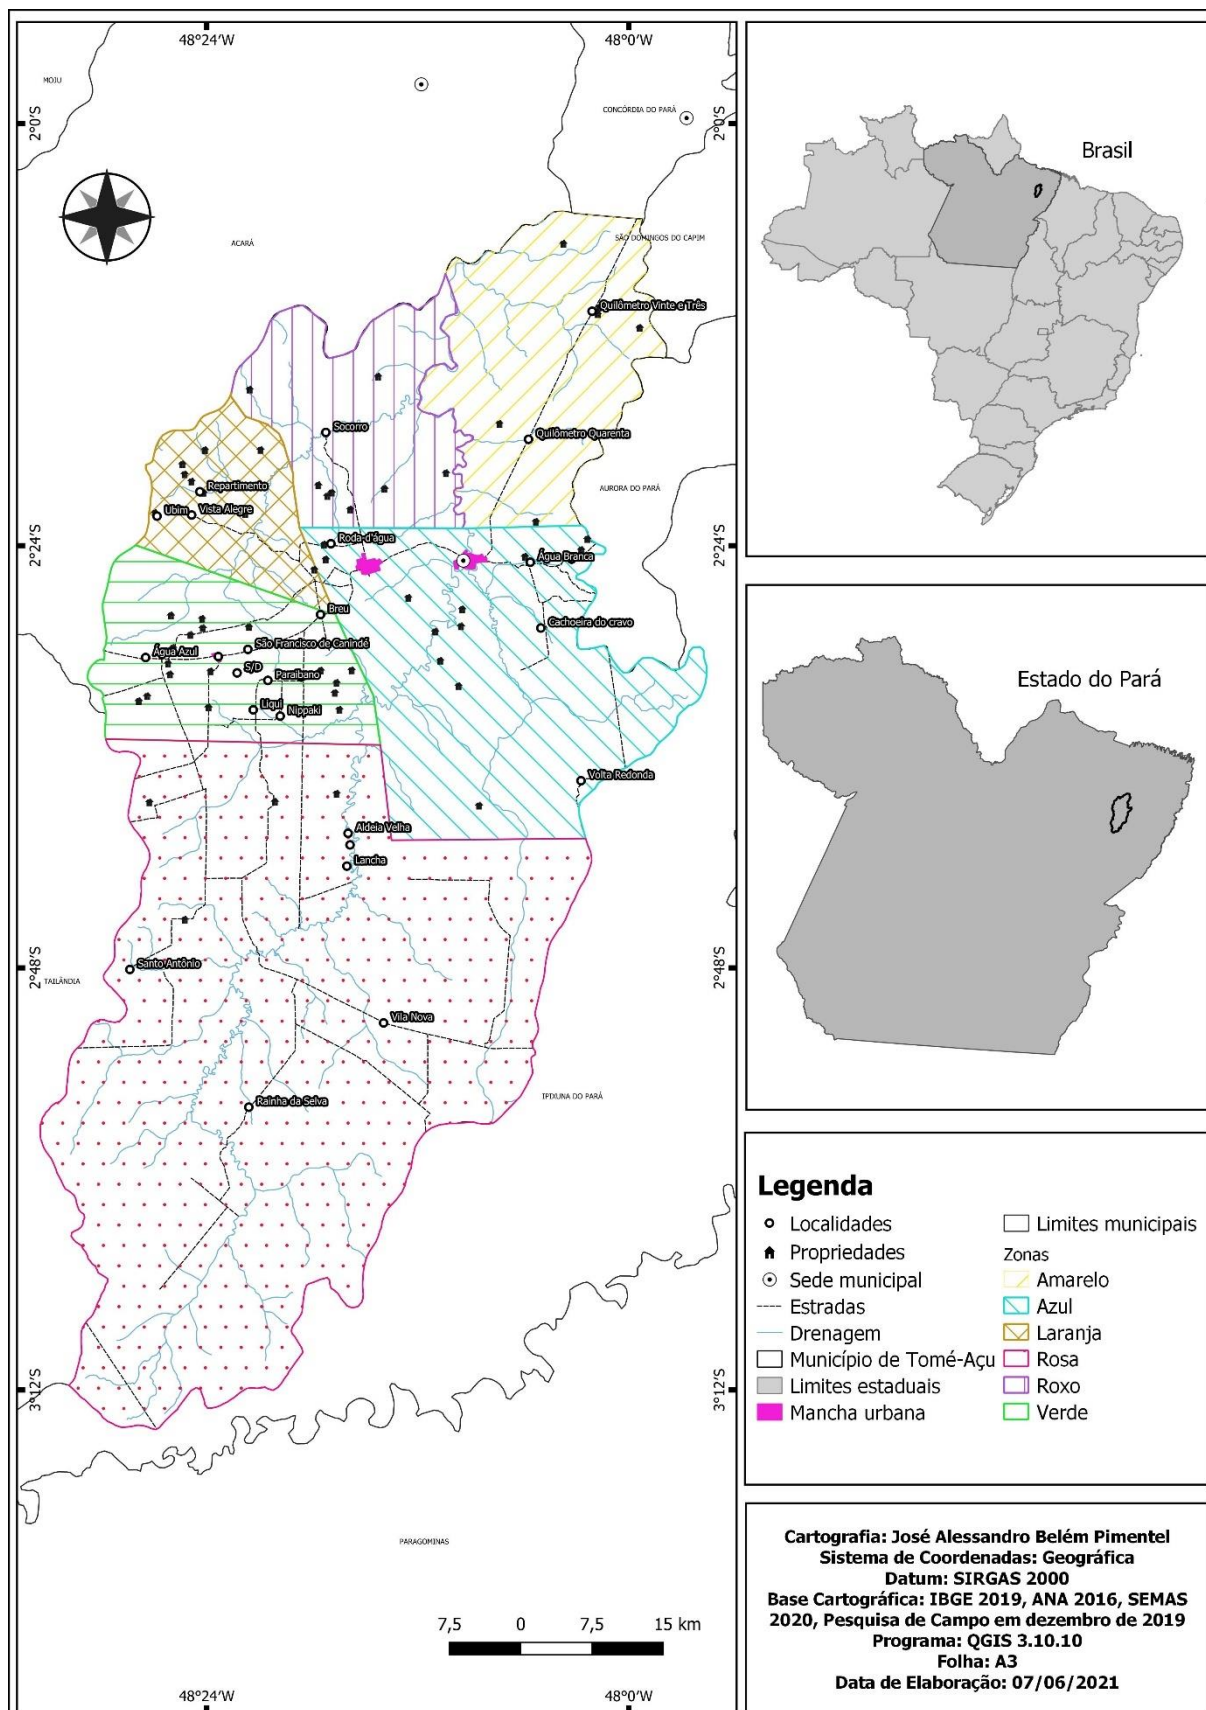 48°24'W
48°0'W
MOJU
CONCÓRDIA DO PARÁ
2°0'S
2°0'S
ACARÁ
SÃO DOMINGOS DO CAPIM
Quilômetro Vinte e Três
Socorro
Quilômetro Quarenta
Repartimento
AURORA DO PARÁ
Ubim
Vista Alegre
2°24'S
2°24'S
Roda-d'água
Água Branca
Breu
Cachoeira do cravo
São Francisco de Canindé
Água Azul
S/D
Paraibano
Liqui
Nippaki
Volta Redonda
Aldeia Velha
Lancha
2°48'S
2°48'S
Santo Antônio
TAILÂNDIA
Vila Nova
Rainha da Selva
IPIXUNA DO PARÁ
3°12'S
3°12'S
PARAGOMINAS
7,5 0 7,5 15 km
48°24'W
48°0'W
Brasil
Estado do Pará
Legenda
Localidades
Propriedades
Sede municipal
Estradas
Drenagem
Município de Tomé-Açu
Limites estaduais
Mancha urbana
Limites municipais
Zonas
Amarelo
Azul
Laranja
Rosa
Roxo
Verde
Cartografia: José Alessandro Belém Pimentel
Sistema de Coordenadas: Geográfica
Datum: SIRGAS 2000
Base Cartográfica: IBGE 2019, ANA 2016, SEMAS
2020, Pesquisa de Campo em dezembro de 2019
Programa: QGIS 3.10.10
Folha: A3
Data de Elaboração: 07/06/2021